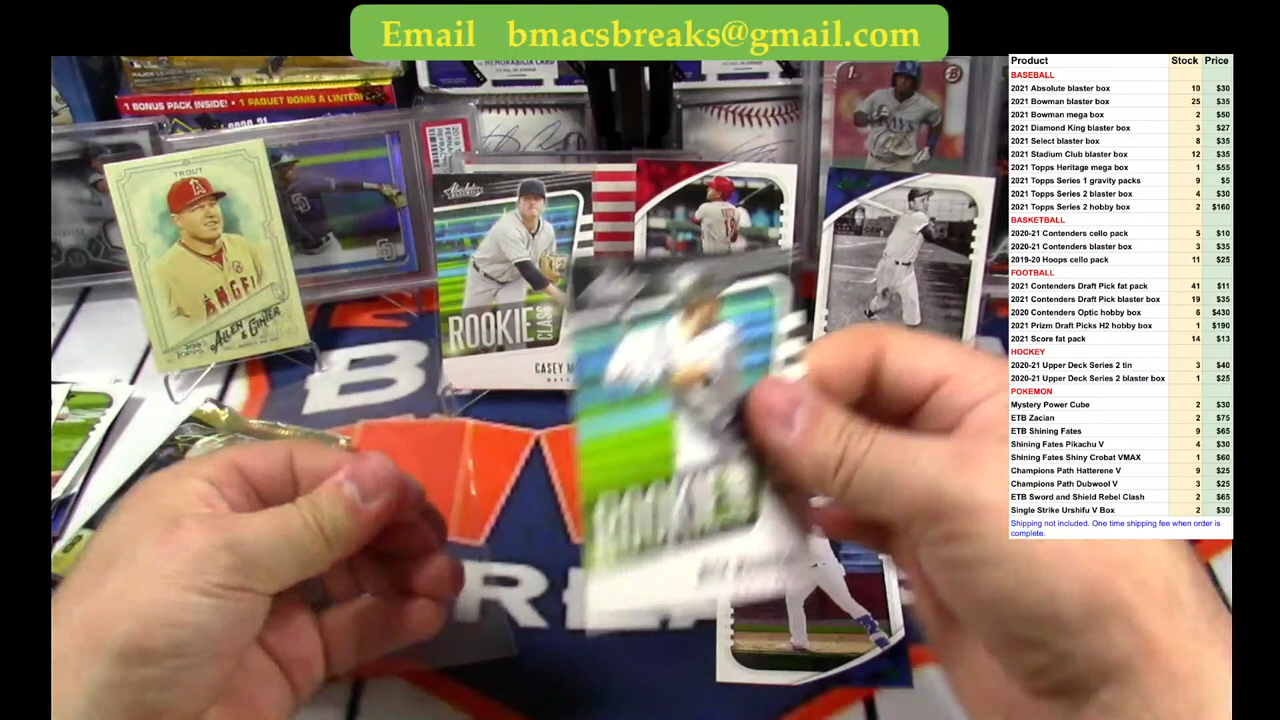 Email bmacsbreaks@gmail.com
Product Stock Price
BASEBALL
2021 Absolute blaster box 10 $30
2021 Bowman blaster box 25 $35
2021 Bowman mega box 2 $50
2021 Diamond King blaster box 3 $27
2021 Select blaster box 8 $35
2021 Stadium Club blaster box 12 $35
2021 Topps Heritage mega box 1 $55
2021 Topps Series 1 gravity packs 9 $5
2021 Topps Series 2 blaster box 4 $30
2021 Topps Series 2 hobby box 2 $160
BASKETBALL
2020-21 Contenders cello pack 5 $10
2020-21 Contenders blaster box 3 $35
2019-20 Hoops cello pack 11 $25
FOOTBALL
2021 Contenders Draft Pick fat pack 41 $11
2021 Contenders Draft Pick blaster box 19 $35
2020 Contenders Optic hobby box 6 $430
2021 Prizm Draft Picks H2 hobby box 1 $190
2021 Score fat pack 14 $13
HOCKEY
2020-21 Upper Deck Series 2 tin 3 $40
2020-21 Upper Deck Series 2 blaster box 1 $25
POKEMON
Mystery Power Cube 2 $30
ETB Zacian 2 $75
ETB Shining Fates 9 $65
Shining Fates Pikachu V 4 $30
Shining Fates Shiny Crobat VMAX 1 $60
Champions Path Hatterene V 9 $25
Champions Path Dubwool V 3 $25
ETB Sword and Shield Rebel Clash 2 $65
Single Strike Urshifu V Box 2 $30
Shipping not included. One time shipping fee when order is
complete.
MEMORABILIA CARD
1 BONUS PACK INSIDE! • 1 PAQUET BONIS À L'INTÉRI
2020-21
1st
TROUT
ANGE
ALLEN & GINTER
TOPPS
Absolute
ROOKIE CLASS
CASEY M
B
RE